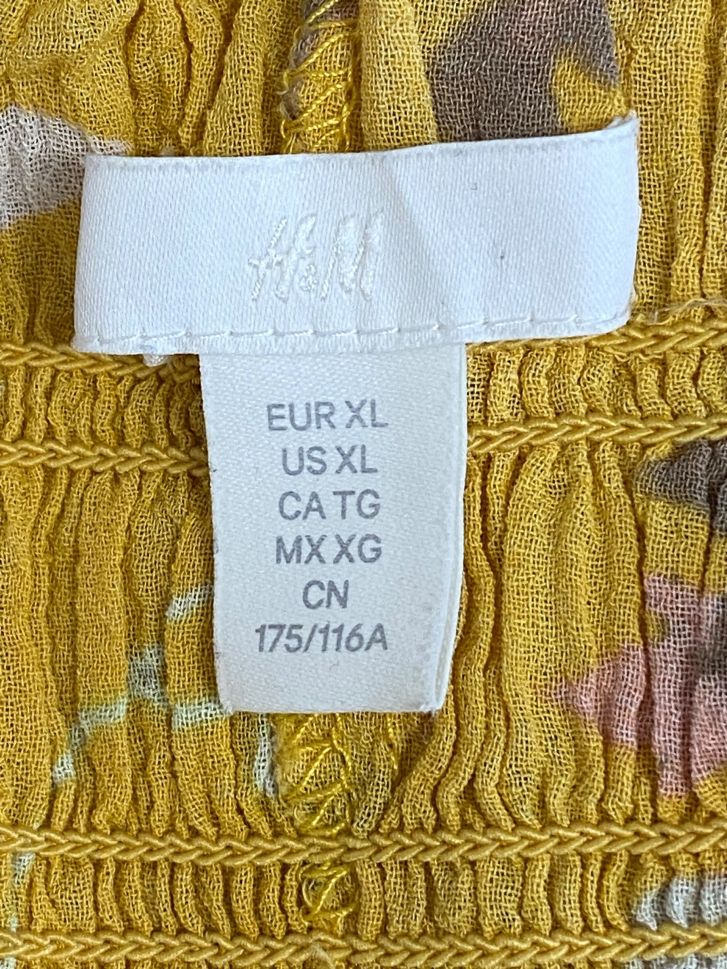 H&M
EUR XL
US XL
CA TG
MX XG
CN
175/116A